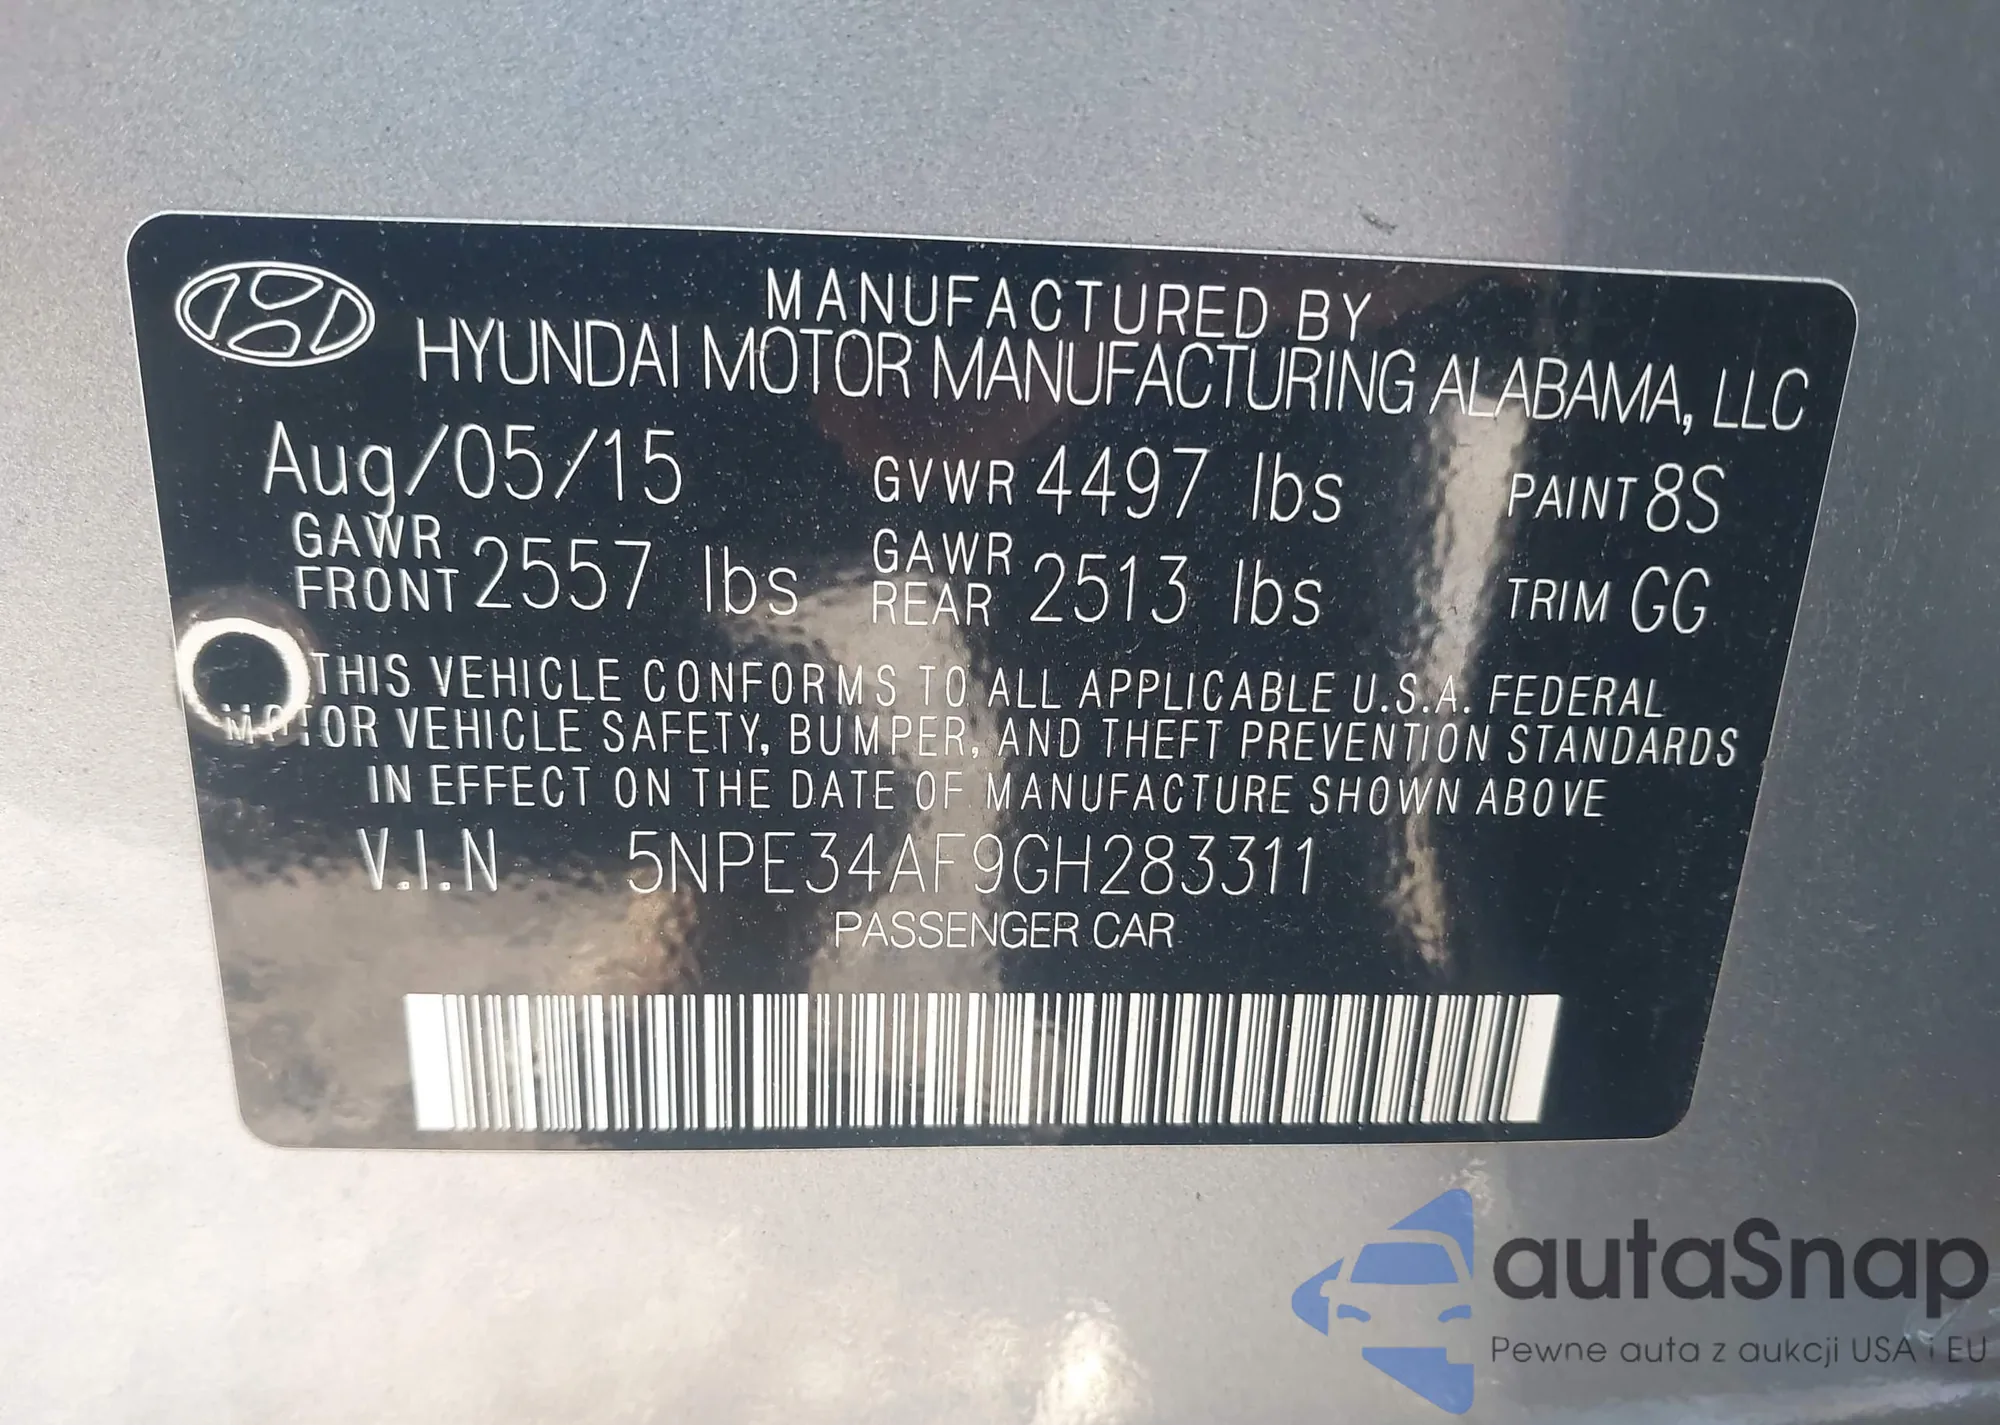 MANUFACTURED BY
HYUNDAI MOTOR MANUFACTURING ALABAMA, LLC
Aug/05/15 GVWR 4497 lbs PAINT 8S
GAWR FRONT 2557 lbs GAWR REAR 2513 lbs TRIM GG
THIS VEHICLE CONFORMS TO ALL APPLICABLE U.S.A. FEDERAL
MOTOR VEHICLE SAFETY, BUMPER, AND THEFT PREVENTION STANDARDS
IN EFFECT ON THE DATE OF MANUFACTURE SHOWN ABOVE
V.I.N 5NPE34AF9GH283311
PASSENGER CAR
autaSnap
Pewne auta z aukcji USA i EU